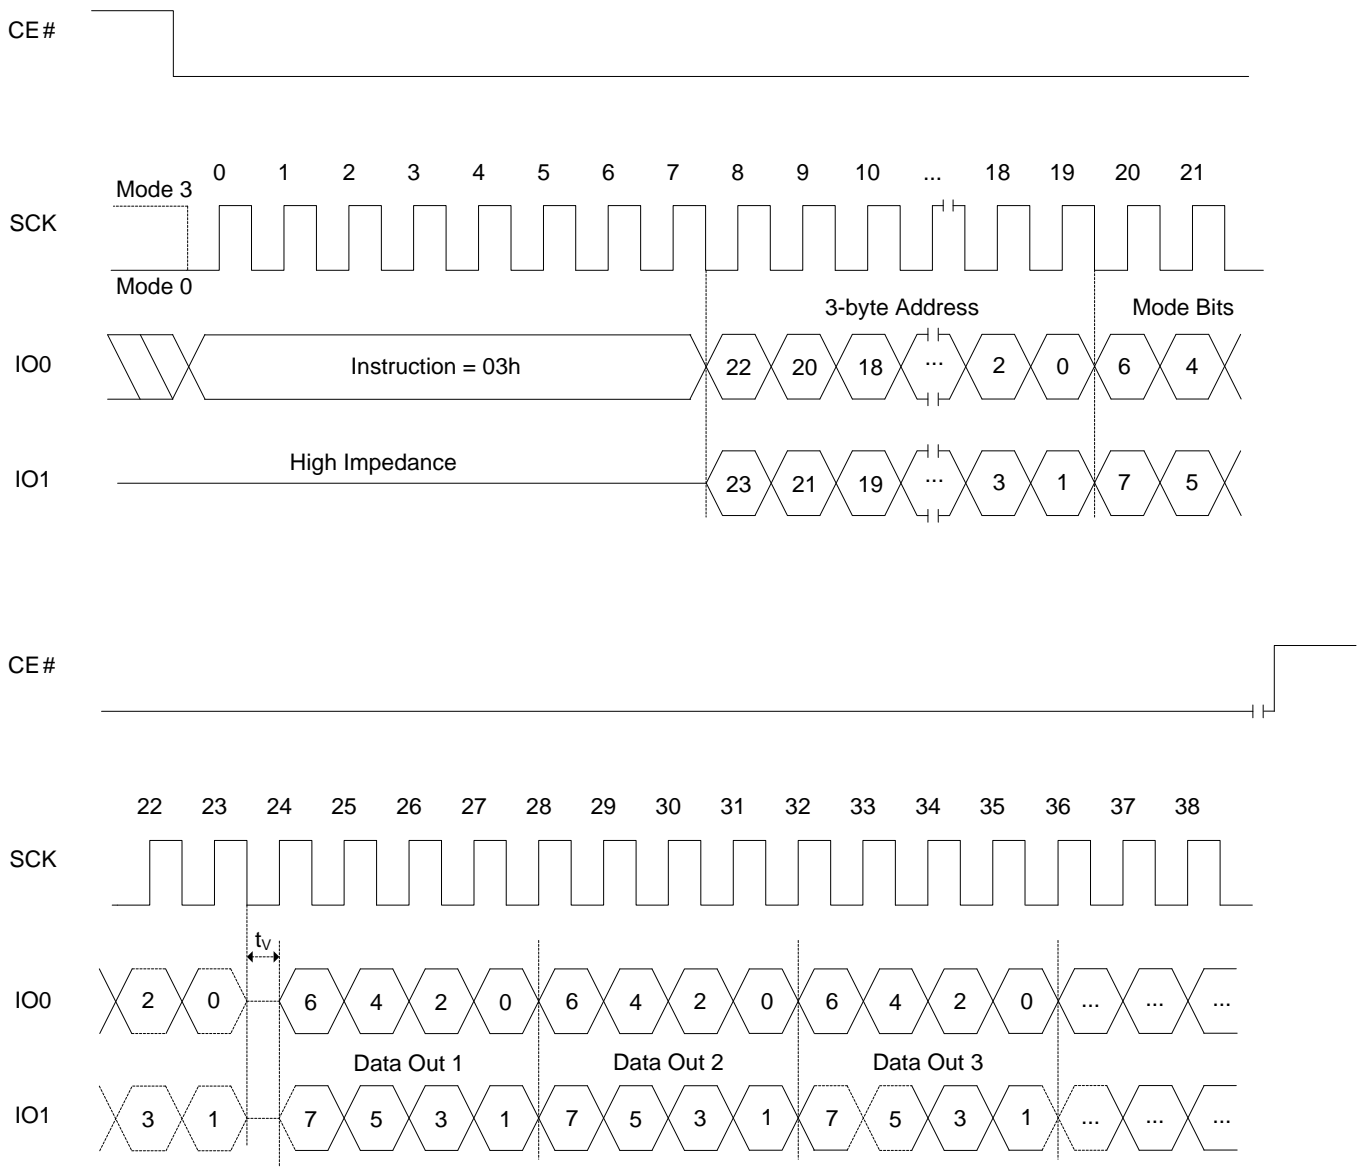 CE#
0 1 2 3 4 5 6 7 8 9 10 ... 18 19 20 21
Mode 3
SCK
Mode 0
3-byte Address Mode Bits
IO0 Instruction = 03h 22 20 18 ... 2 0 6 4
High Impedance
IO1 23 21 19 ... 3 1 7 5
CE#
22 23 24 25 26 27 28 29 30 31 32 33 34 35 36 37 38
SCK
tV
IO0 2 0 6 4 2 0 6 4 2 0 6 4 2 0 ... ... ...
Data Out 1 Data Out 2 Data Out 3
IO1 3 1 7 5 3 1 7 5 3 1 7 5 3 1 ... ... ...